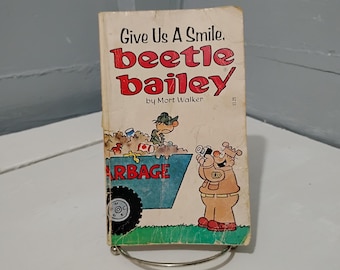 Give Us A Smile,
beetle
bailey
by Mort Walker
ARBAGE